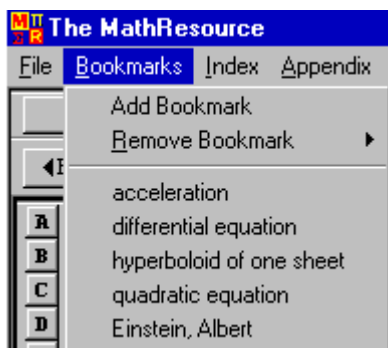 The MathResource
File Bookmarks Index Appendix
Add Bookmark
Remove Bookmark
acceleration
A
differential equation
B
hyperboloid of one sheet
C
quadratic equation
D
Einstein, Albert